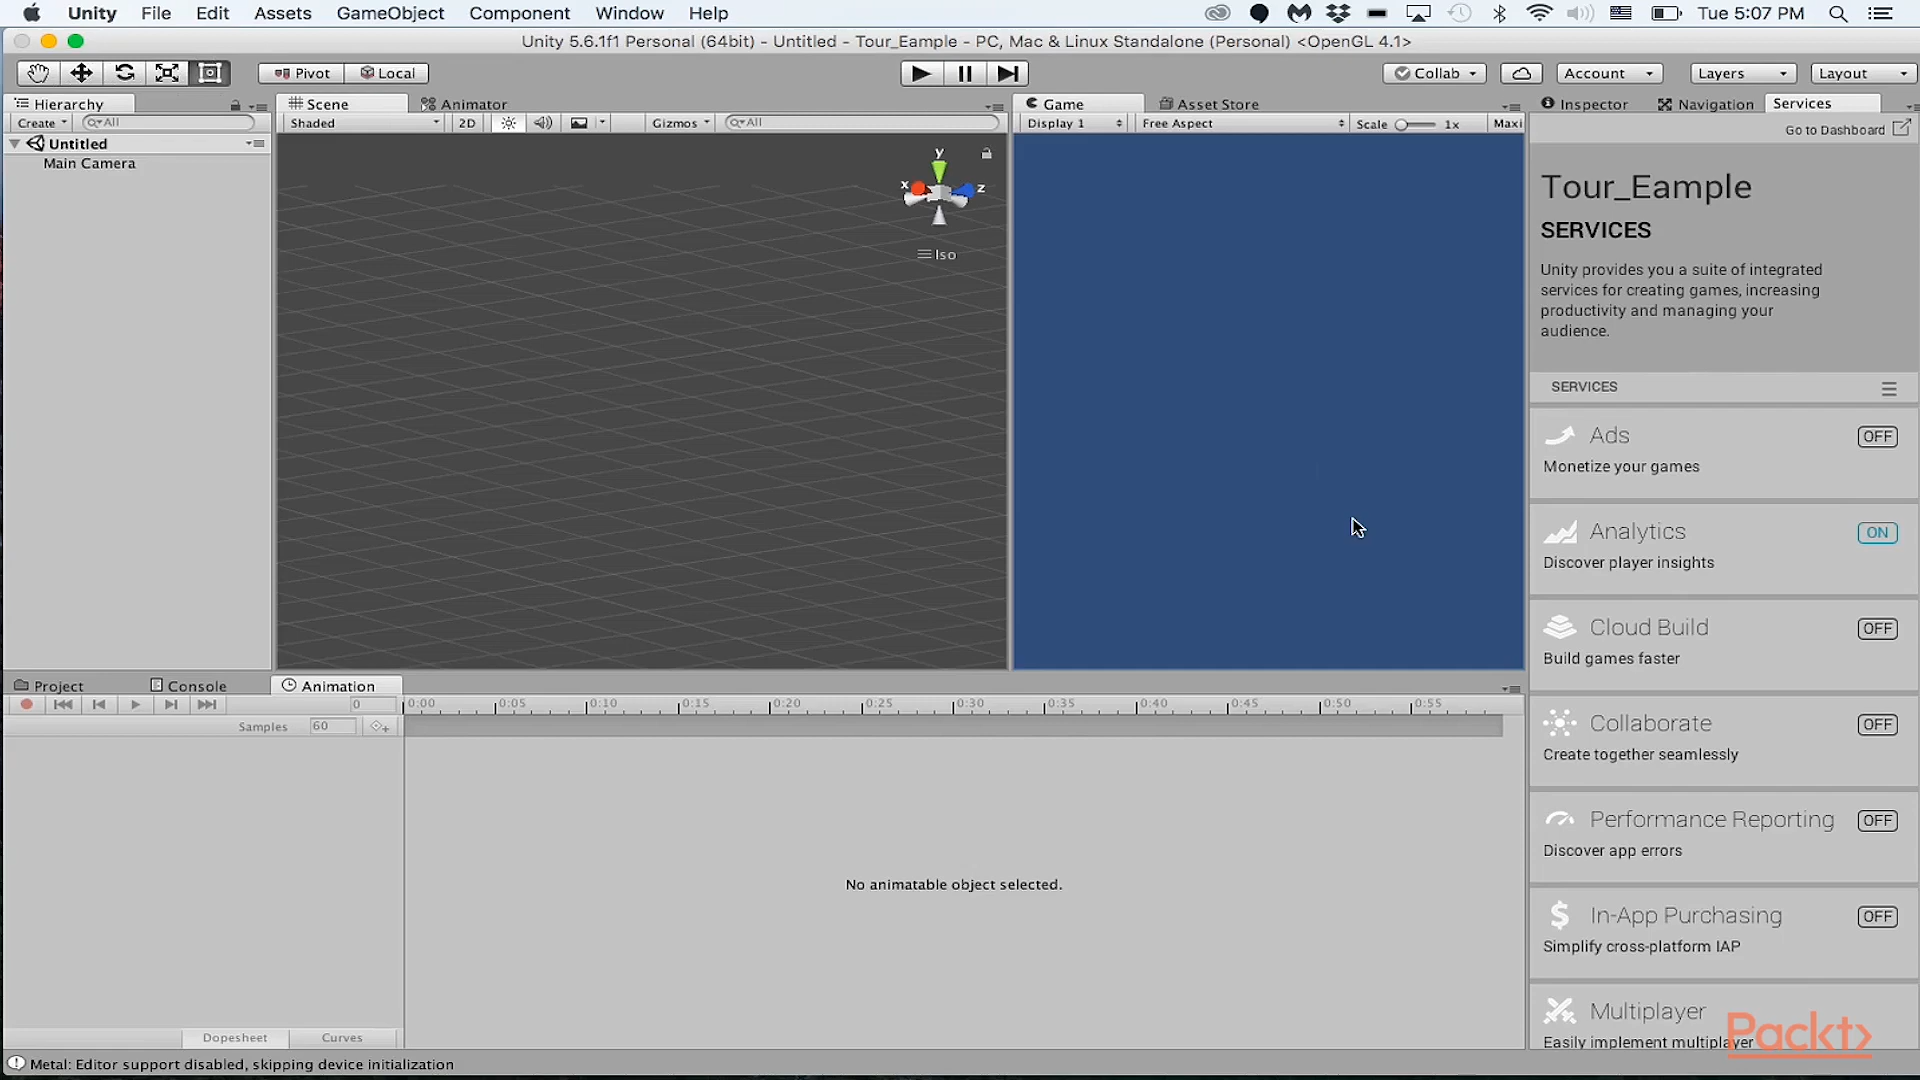 Unity File Edit Assets GameObject Component Window Help Tue 5:07 PM
Unity 5.6.1f1 Personal (64bit) - Untitled - Tour_Eample - PC, Mac & Linux Standalone (Personal) <OpenGL 4.1>
Pivot Local Collab Account Layers Layout
Hierarchy Scene Animator Game Asset Store Inspector Navigation Services
Create All Shaded 2D Gizmos All Display 1 Free Aspect Scale 1x Maxi
Go to Dashboard
Untitled
Main Camera
y
x z
Iso
Tour_Eample
SERVICES
Unity provides you a suite of integrated
services for creating games, increasing
productivity and managing your
audience.
SERVICES
Ads OFF
Monetize your games
Analytics ON
Discover player insights
Cloud Build OFF
Build games faster
Collaborate OFF
Create together seamlessly
Performance Reporting OFF
Discover app errors
In-App Purchasing OFF
Simplify cross-platform IAP
Multiplayer
Easily implement multiplayer
Packt
Project Console Animation
0 0:00 0:05 0:10 0:15 0:20 0:25 0:30 0:35 0:40 0:45 0:50 0:55
Samples 60
No animatable object selected.
Dopesheet Curves
Metal: Editor support disabled, skipping device initialization